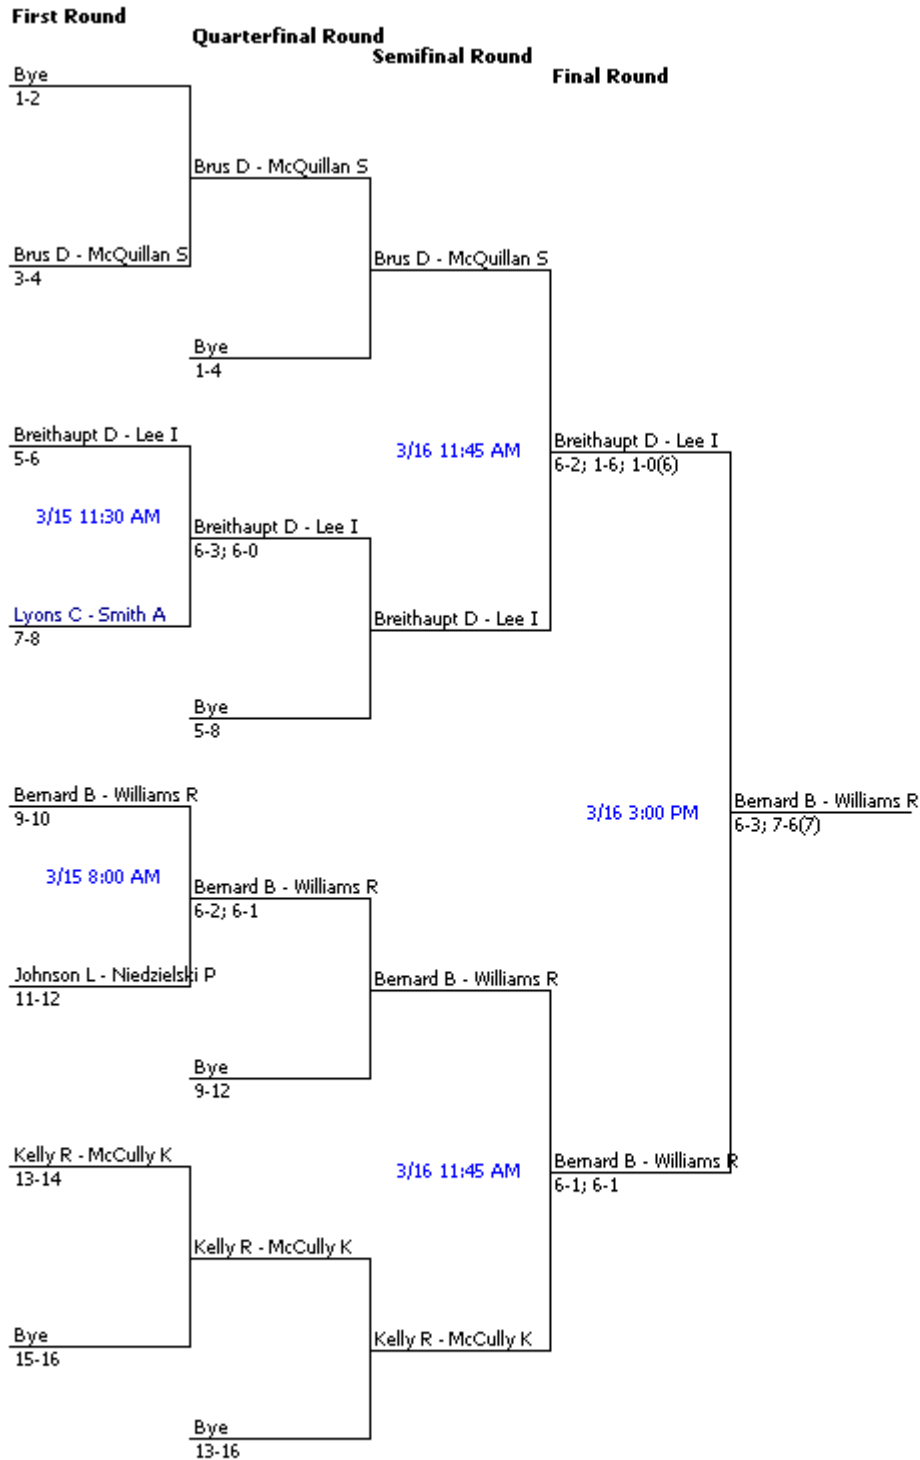 First Round
Quarterfinal Round
Semifinal Round
Final Round
Bye
1-2
Brus D - McQuillan S
Brus D - McQuillan S
3-4
Brus D - McQuillan S
Bye
1-4
Breithaupt D - Lee I
5-6
3/16 11:45 AM
Breithaupt D - Lee I
6-2; 1-6; 1-0(6)
3/15 11:30 AM
Breithaupt D - Lee I
6-3; 6-0
Lyons C - Smith A
7-8
Breithaupt D - Lee I
Bye
5-8
Bernard B - Williams R
9-10
3/16 3:00 PM
Bernard B - Williams R
6-3; 7-6(7)
3/15 8:00 AM
Bernard B - Williams R
6-2; 6-1
Johnson L - Niedzielski P
11-12
Bernard B - Williams R
Bye
9-12
Kelly R - McCully K
13-14
3/16 11:45 AM
Bernard B - Williams R
6-1; 6-1
Kelly R - McCully K
Bye
15-16
Kelly R - McCully K
Bye
13-16